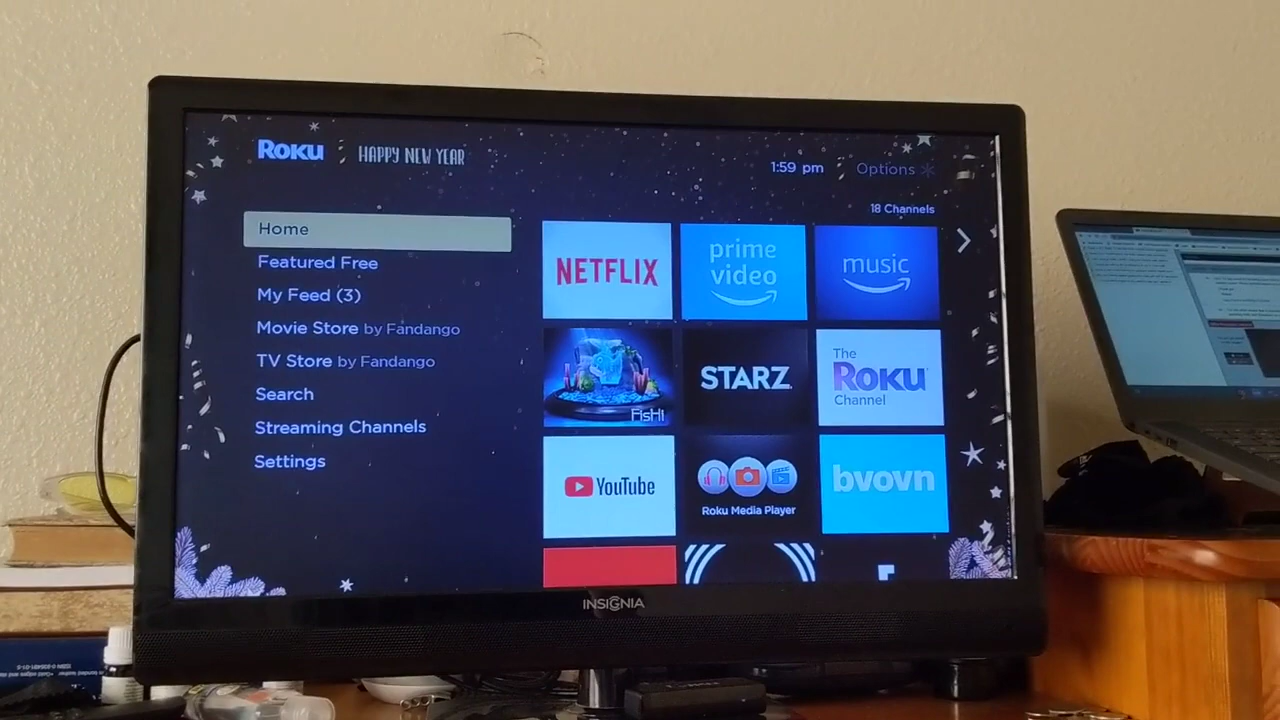 Roku
HAPPY NEW YEAR
1:59 pm
Options
18 Channels
Home
Featured Free
My Feed (3)
Movie Store by Fandango
TV Store by Fandango
Search
Streaming Channels
Settings
NETFLIX
prime
video
music
FisHi
STARZ
The
Roku
Channel
YouTube
Roku Media Player
bvovn
INSIGNIA